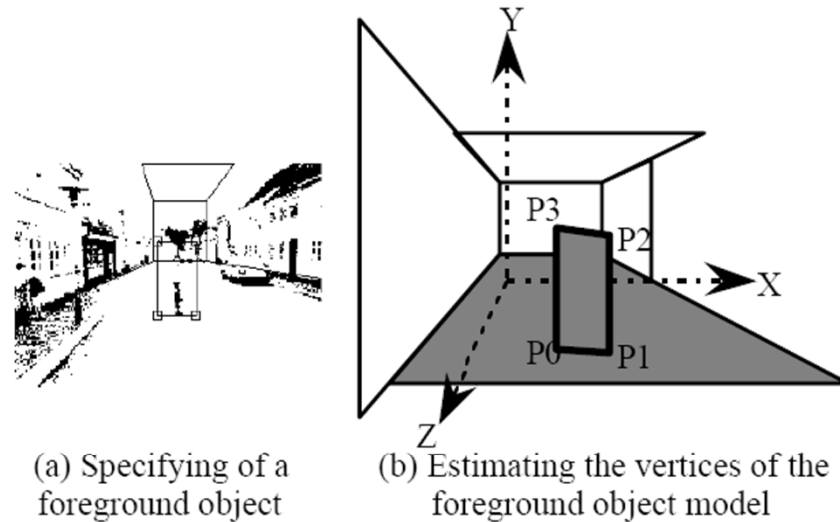 Y
P3
P2
X
P0
P1
Z
(a) Specifying of a
foreground object
(b) Estimating the vertices of the
foreground object model